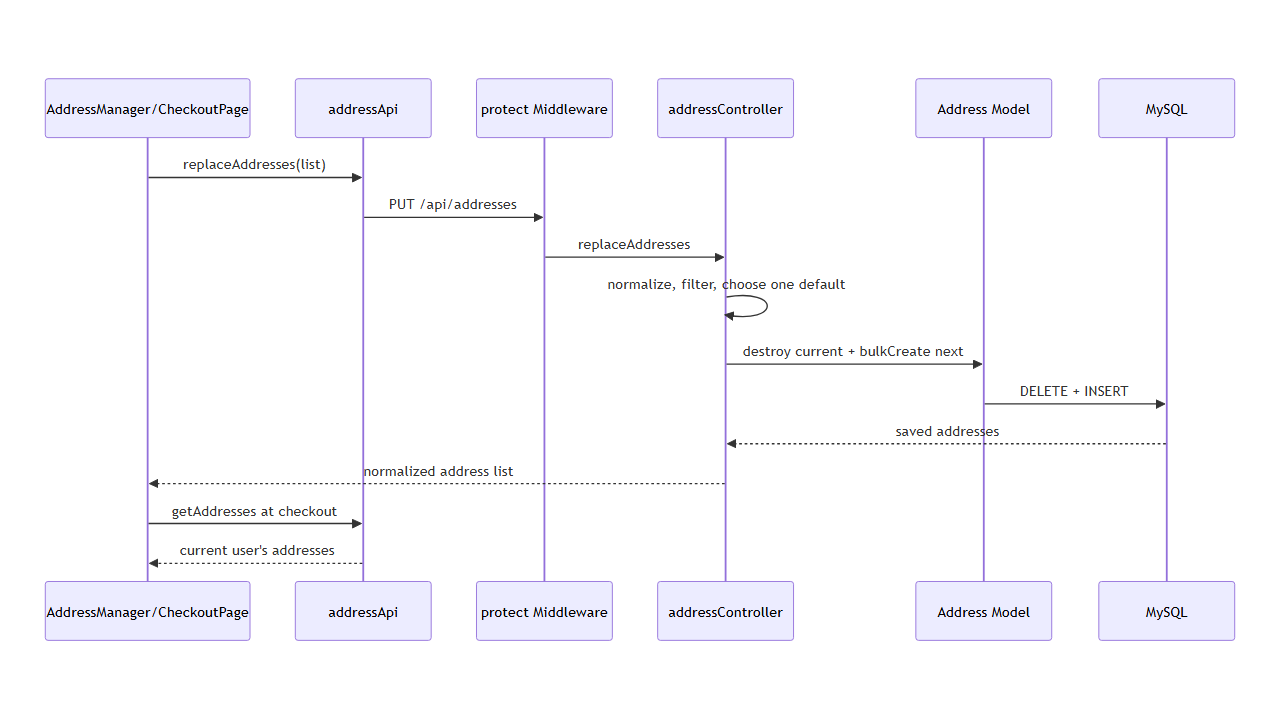 AddressManager/CheckoutPage
addressApi
protect Middleware
addressController
Address Model
MySQL
replaceAddresses(list)
PUT /api/addresses
replaceAddresses
normalize, filter, choose one default
destroy current + bulkCreate next
DELETE + INSERT
saved addresses
normalized address list
getAddresses at checkout
current user's addresses
AddressManager/CheckoutPage
addressApi
protect Middleware
addressController
Address Model
MySQL